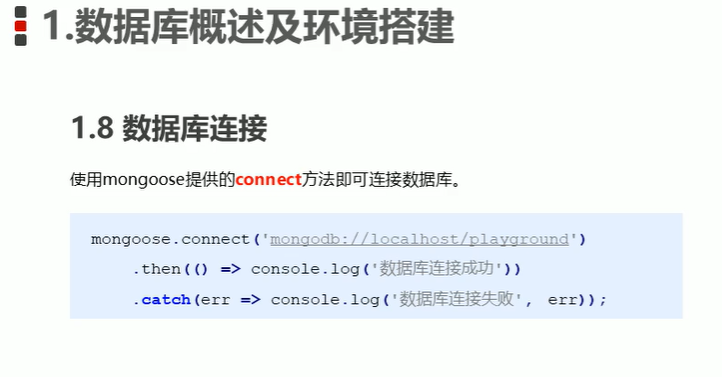 1.数据库概述及环境搭建
1.8 数据库连接
使用mongoose提供的connect方法即可连接数据库。
mongoose.connect('mongodb://localhost/playground')
.then(() => console.log('数据库连接成功'))
.catch(err => console.log('数据库连接失败', err));